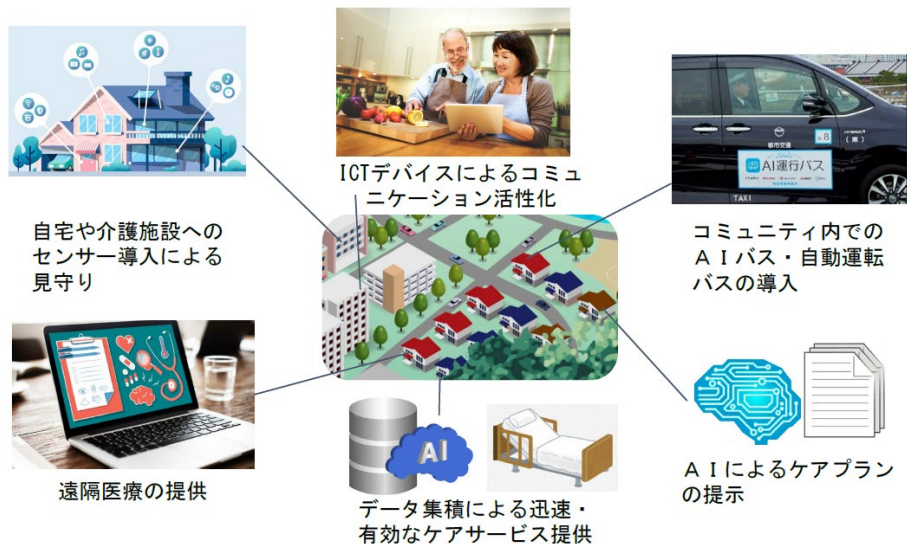 ICTデバイスによるコミュ
ニケーション活性化
自宅や介護施設への
センサー導入による
見守り
都市交通
8
AI運行バス
TAXI
コミュニティ内での
ＡＩバス・自動運転
バスの導入
遠隔医療の提供
AI
データ集積による迅速・
有効なケアサービス提供
ＡＩによるケアプラン
の提示